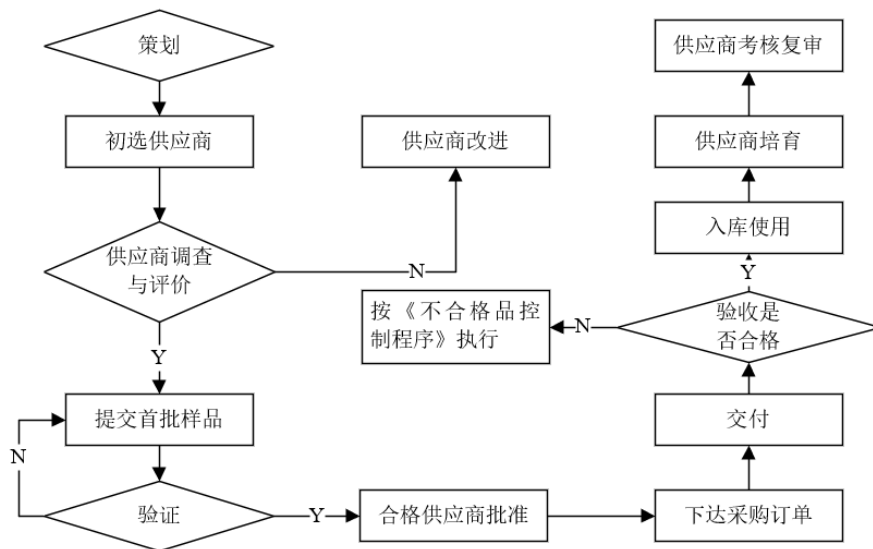 策划
初选供应商
供应商调查
与评价
N
供应商改进
Y
提交首批样品
N
验证
Y
合格供应商批准
下达采购订单
交付
验收是
否合格
N
按《不合格品控
制程序》执行
Y
入库使用
供应商培育
供应商考核复审